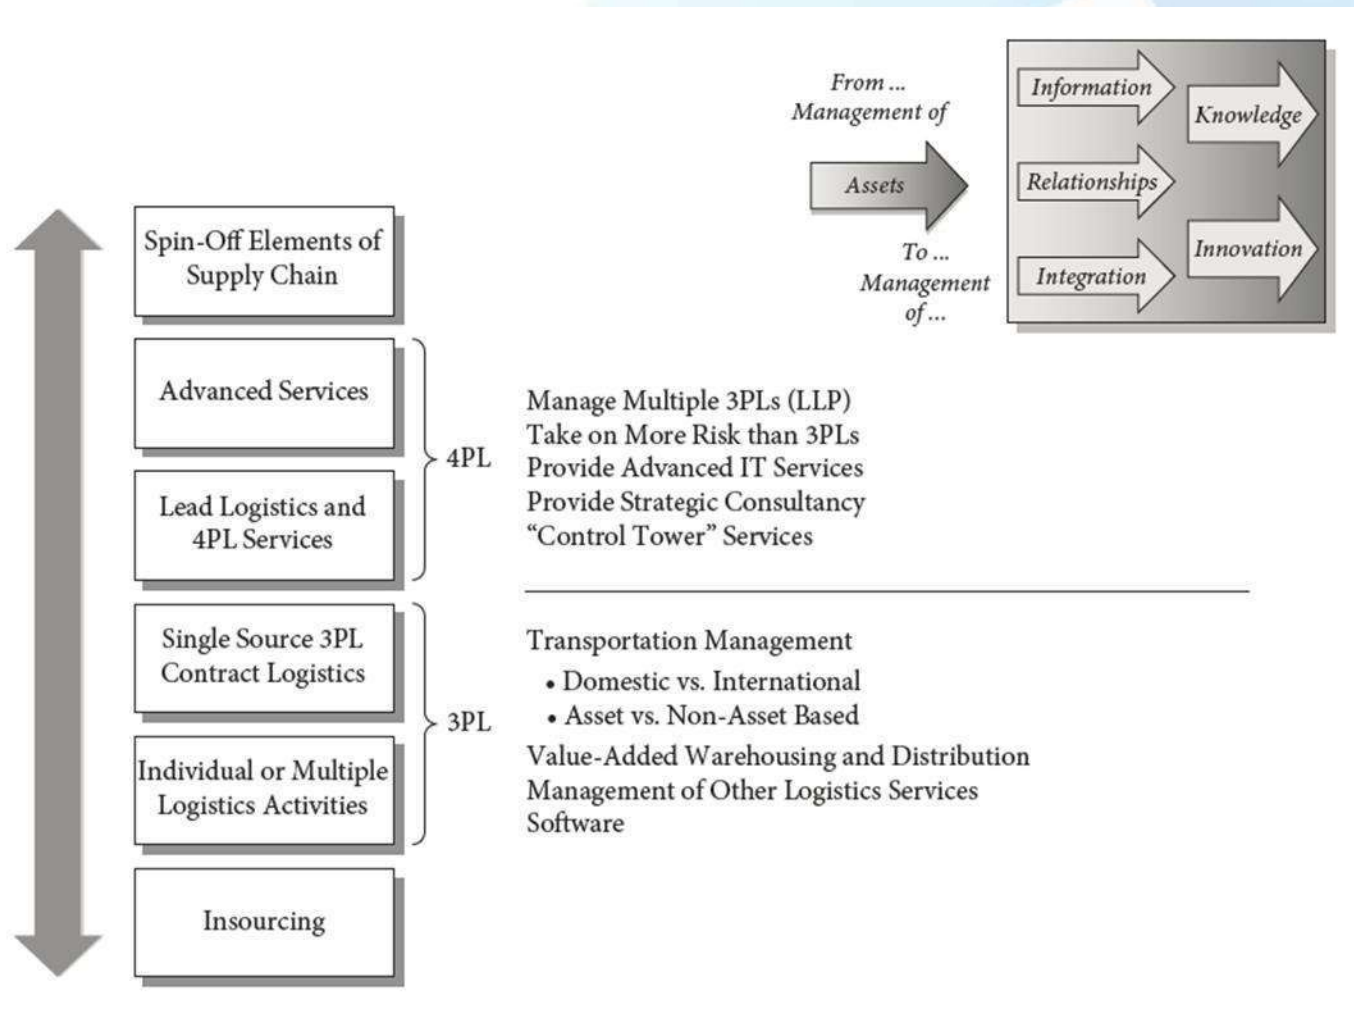 From ...
Management of
Assets
To ...
Management
of ...
Information
Relationships
Integration
Knowledge
Innovation
Spin-Off Elements of
Supply Chain
Advanced Services
Lead Logistics and
4PL Services
4PL
Manage Multiple 3PLs (LLP)
Take on More Risk than 3PLs
Provide Advanced IT Services
Provide Strategic Consultancy
“Control Tower” Services
Single Source 3PL
Contract Logistics
Individual or Multiple
Logistics Activities
3PL
Transportation Management
• Domestic vs. International
• Asset vs. Non-Asset Based
Value-Added Warehousing and Distribution
Management of Other Logistics Services
Software
Insourcing